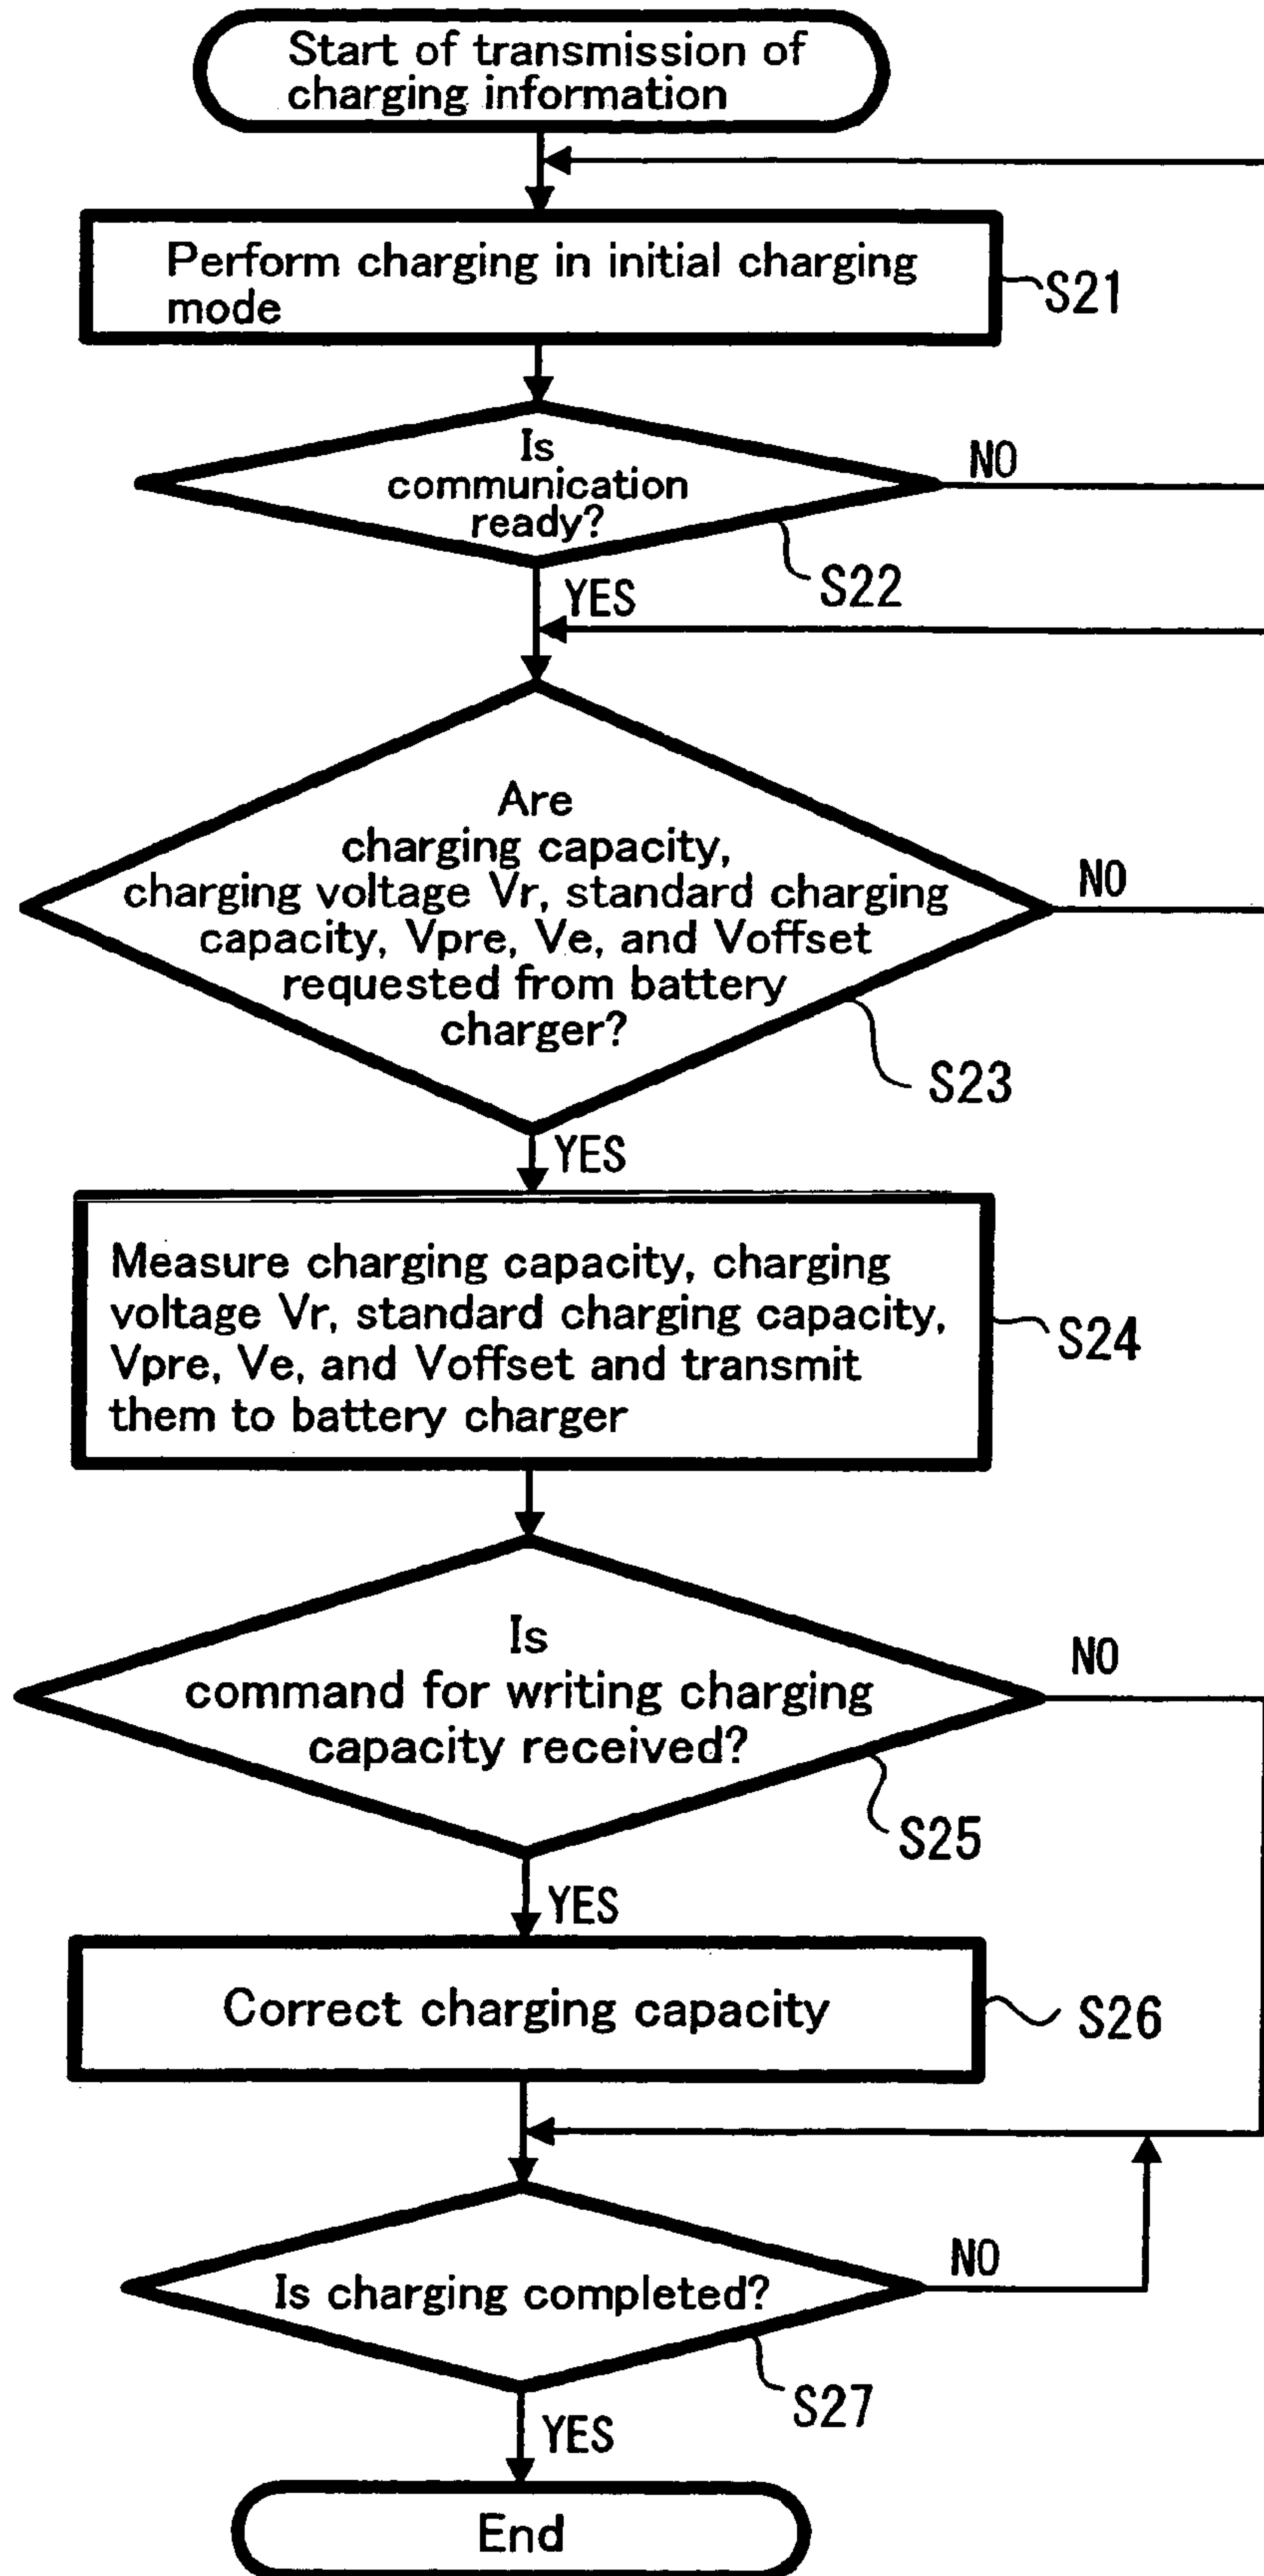 Start of transmission of
charging information
Perform charging in initial charging
mode
S21
Is
communication
ready?
NO
S22
YES
Are
charging capacity,
charging voltage Vr, standard charging
capacity, Vpre, Ve, and Voffset
requested from battery
charger?
NO
S23
YES
Measure charging capacity, charging
voltage Vr, standard charging capacity,
Vpre, Ve, and Voffset and transmit
them to battery charger
S24
Is
command for writing charging
capacity received?
NO
S25
YES
Correct charging capacity
S26
Is charging completed?
NO
S27
YES
End